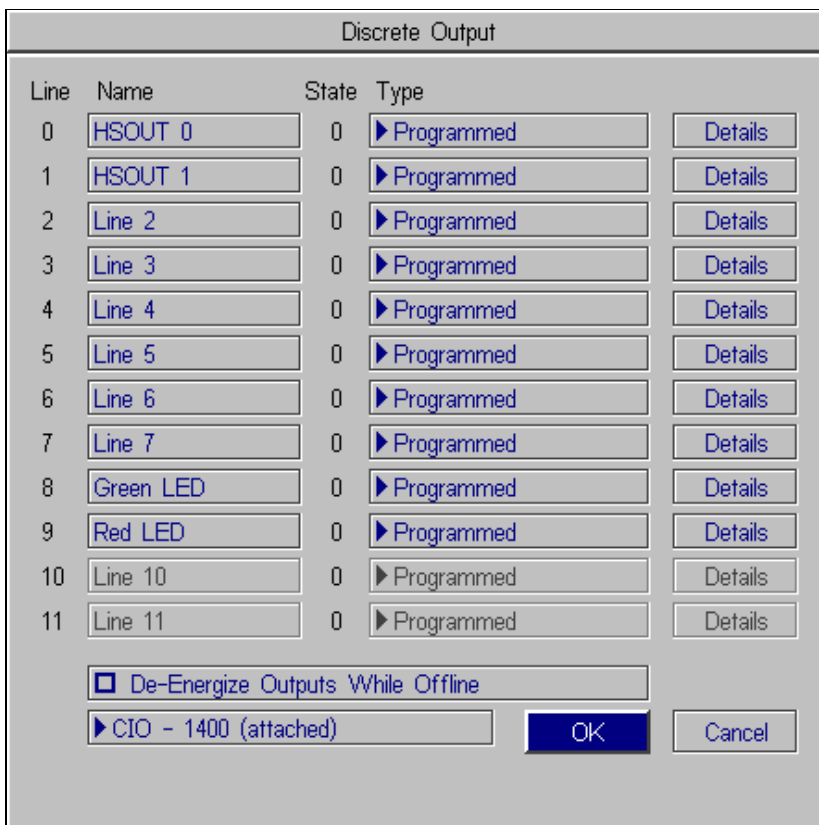 Discrete Output
Line Name State Type
0 HSOUT 0 0 Programmed Details
1 HSOUT 1 0 Programmed Details
2 Line 2 0 Programmed Details
3 Line 3 0 Programmed Details
4 Line 4 0 Programmed Details
5 Line 5 0 Programmed Details
6 Line 6 0 Programmed Details
7 Line 7 0 Programmed Details
8 Green LED 0 Programmed Details
9 Red LED 0 Programmed Details
10 Line 10 0 Programmed Details
11 Line 11 0 Programmed Details
De-Energize Outputs While Offline
CIO - 1400 (attached) OK Cancel